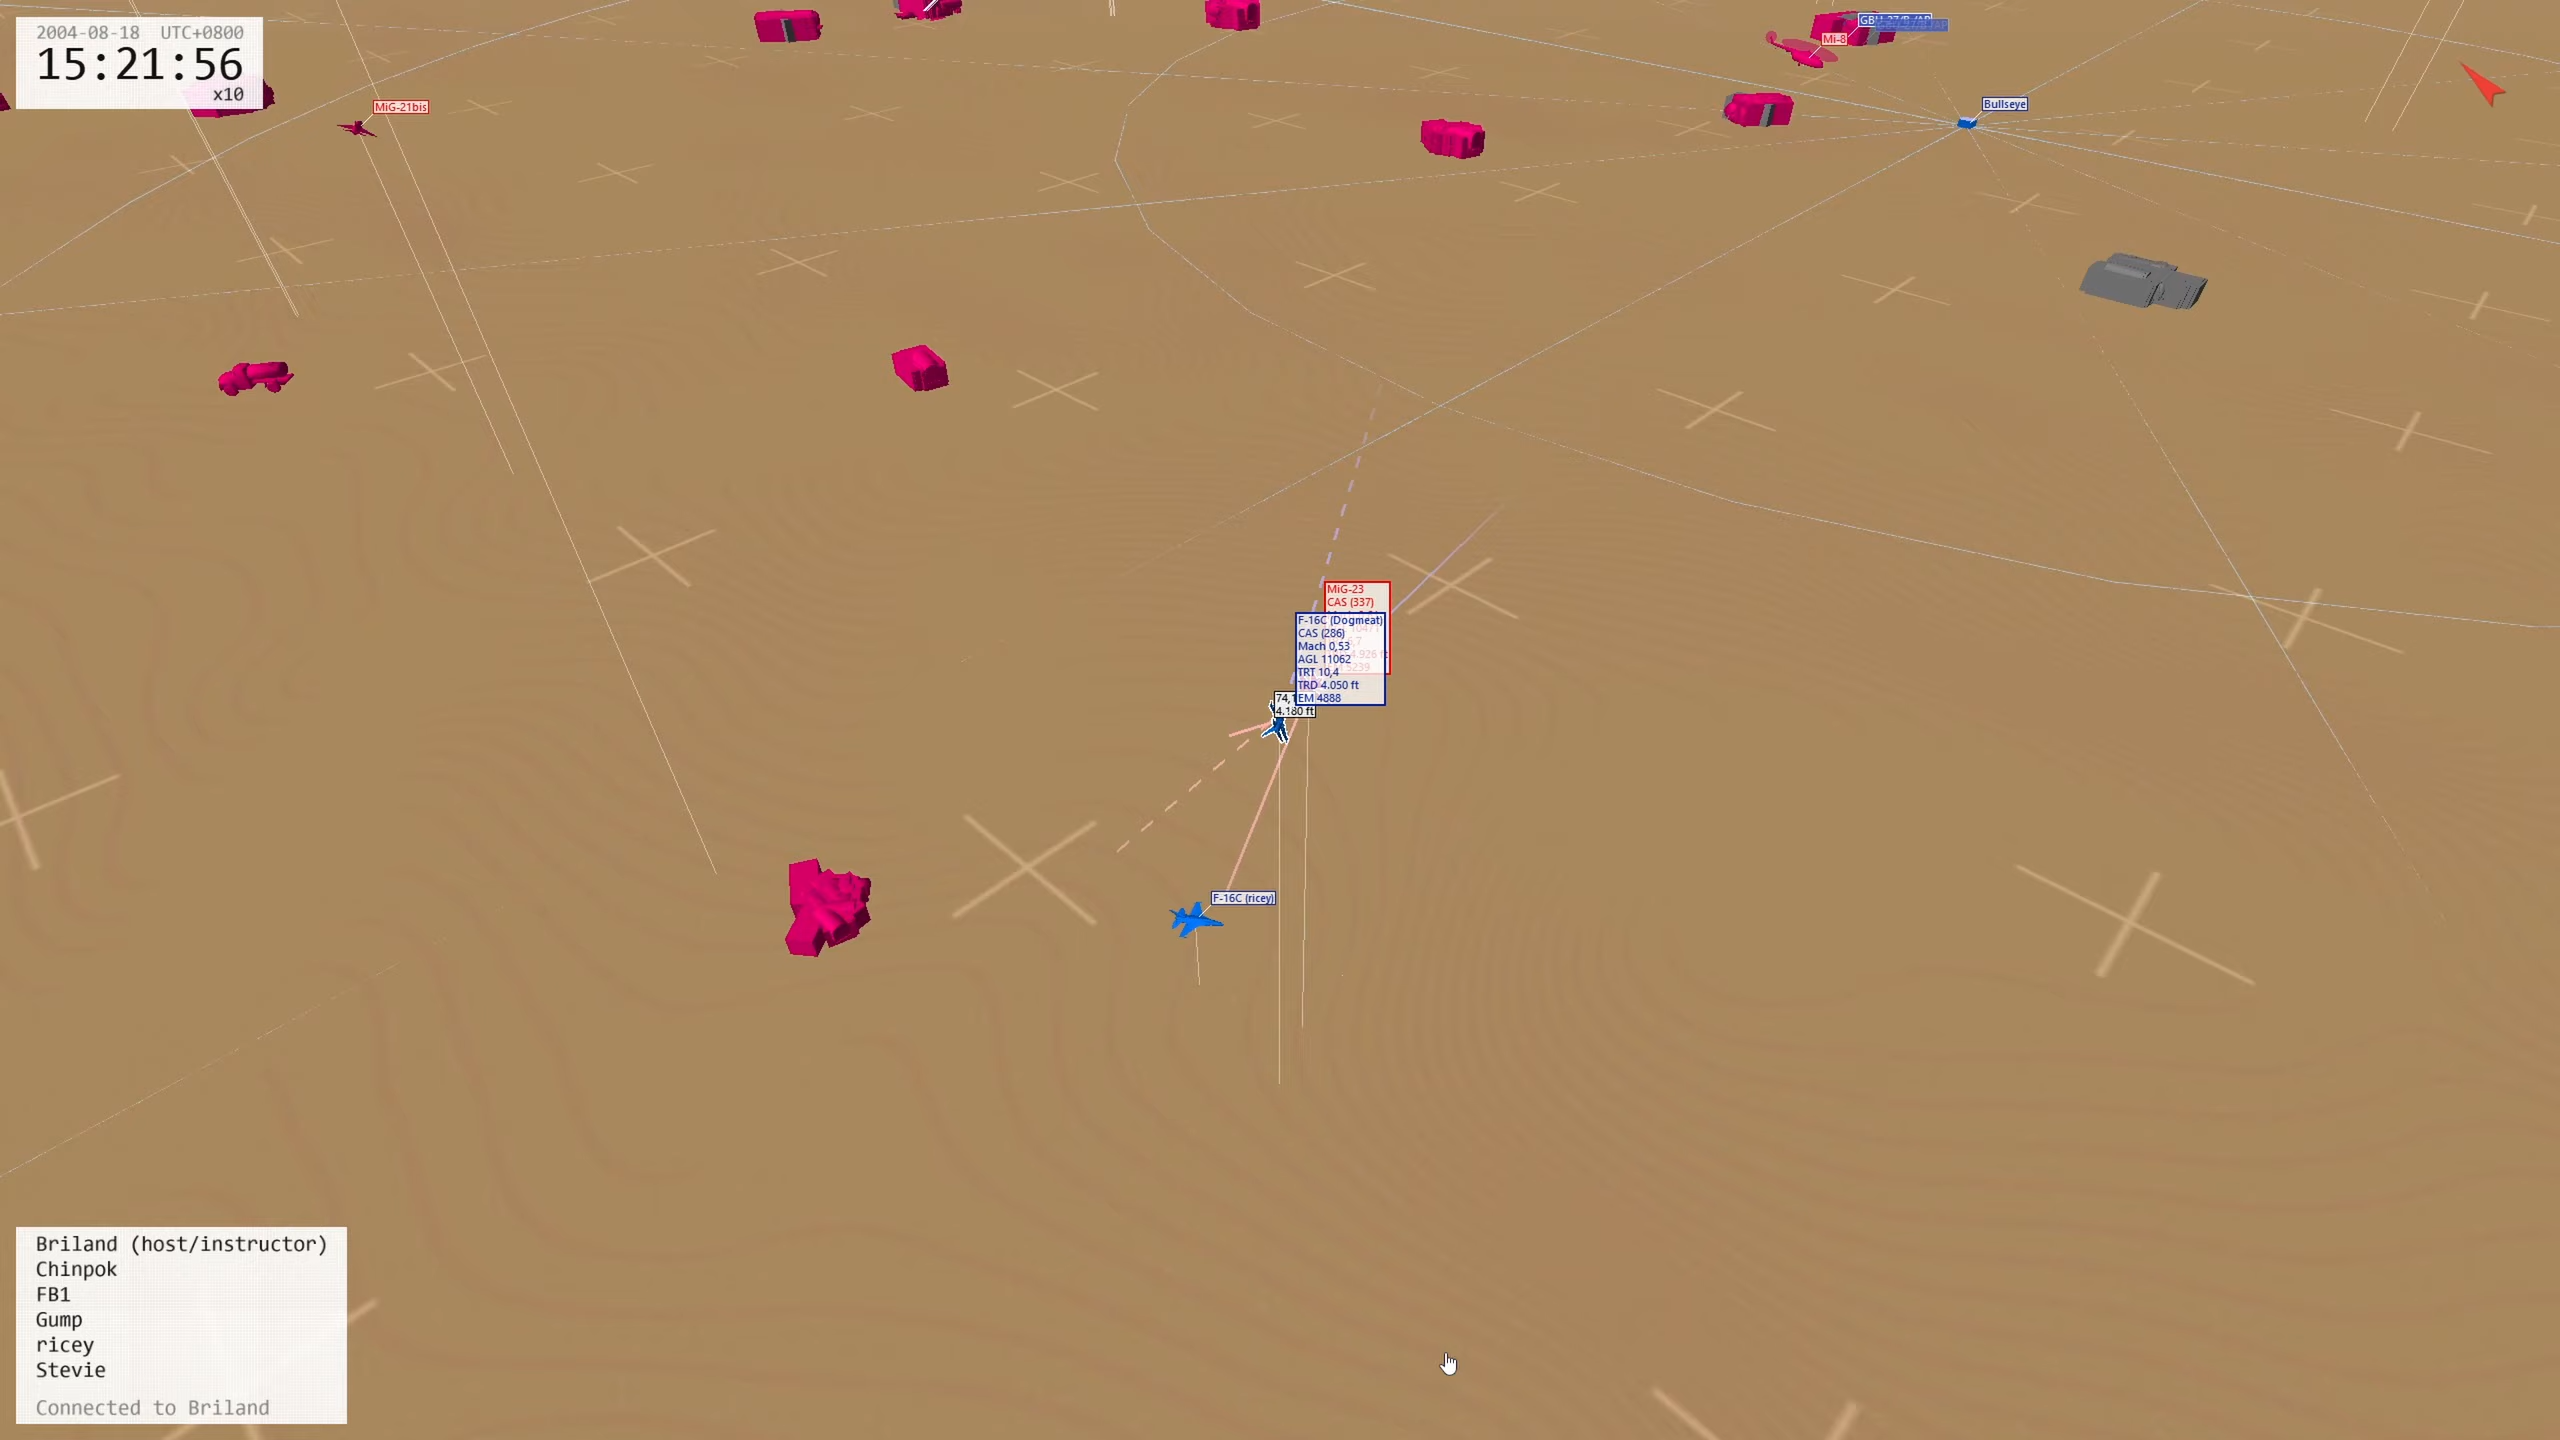 2004-08-18 UTC+0800
15:21:56
x10
GBU-27/B
Mi-8
MiG-21bis
Bullseye
MiG-23
CAS (337)
F-16C (Dogmeat)
CAS (286)
Mach 0,53
AGL 11062
TRT 10,4
TRD 4.050 ft
EM 4888
4.180 ft
F-16C (ricey)
Briland (host/instructor)
Chinpok
FB1
Gump
ricey
Stevie
Connected to Briland